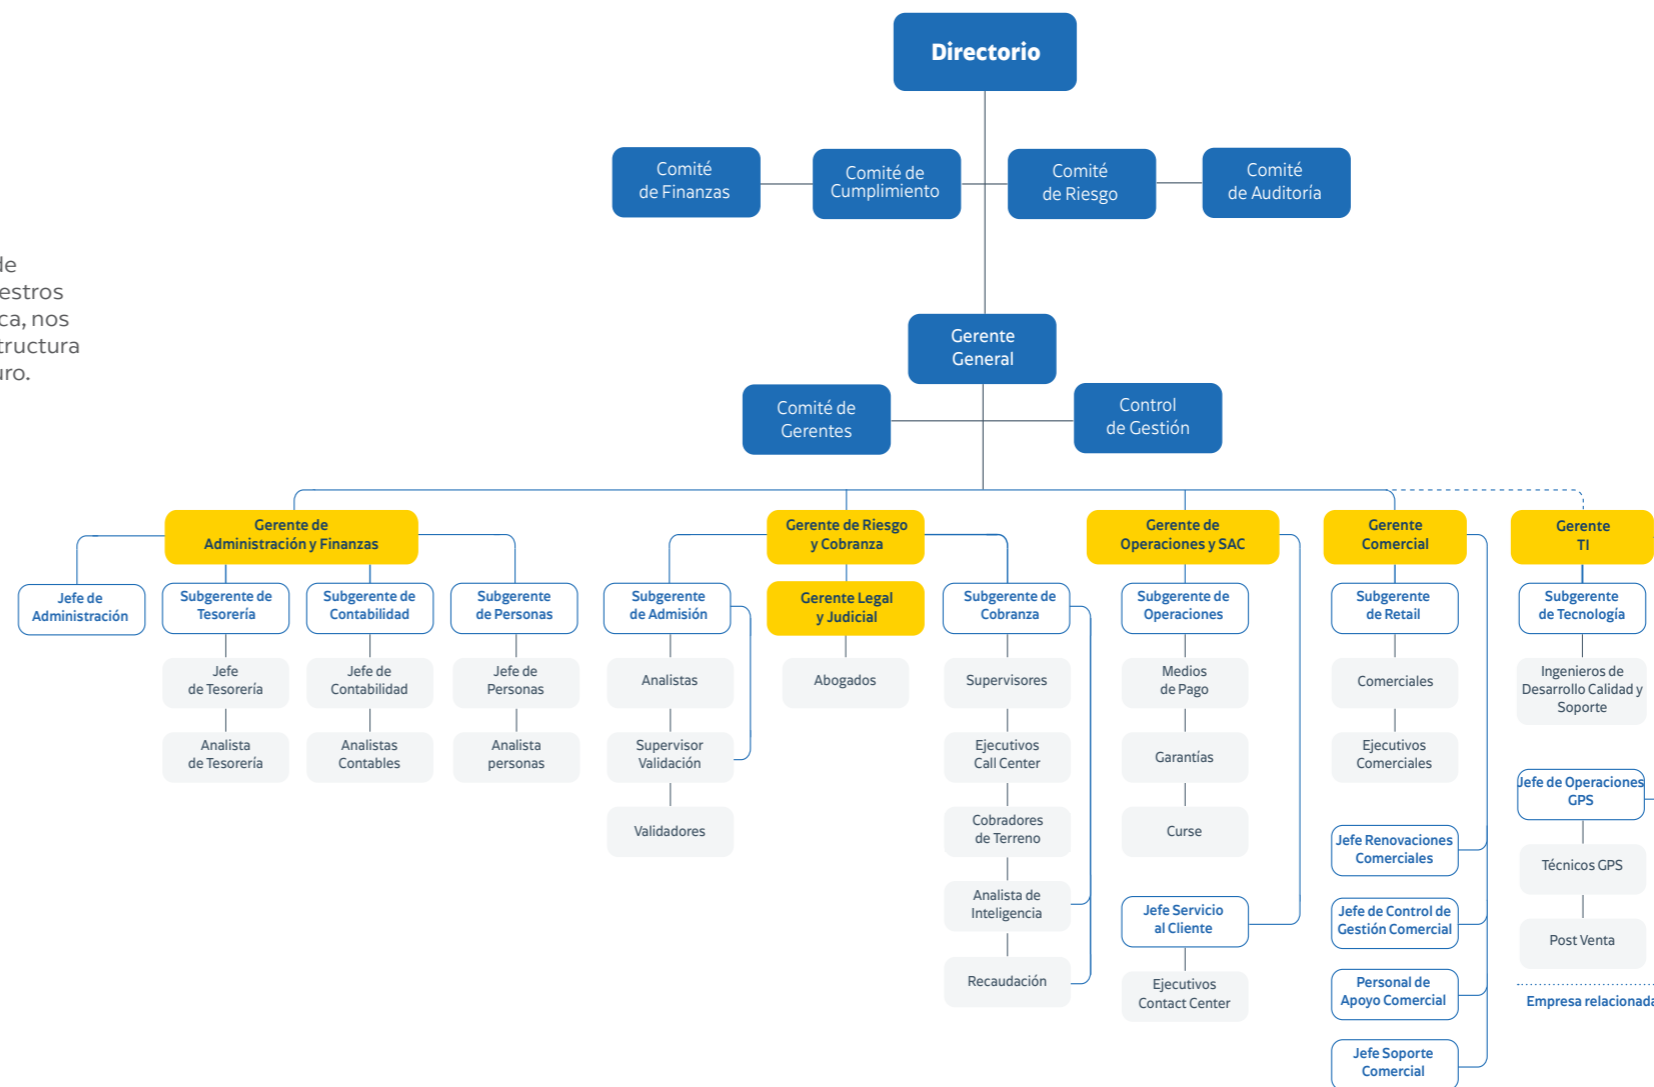 Directorio
Comité
de Finanzas
Comité de
Cumplimiento
Comité
de Riesgo
Comité
de Auditoría
de
estros
ca, nos
tructura
uro.
Gerente
General
Comité de
Gerentes
Control
de Gestión
Gerente de
Administración y Finanzas
Gerente de Riesgo
y Cobranza
Gerente de
Operaciones y SAC
Gerente
Comercial
Gerente
TI
Jefe de
Administración
Subgerente de
Tesorería
Subgerente de
Contabilidad
Subgerente
de Personas
Subgerente
de Admisión
Gerente Legal
y Judicial
Subgerente de
Cobranza
Subgerente de
Operaciones
Subgerente
de Retail
Subgerente
de Tecnología
Jefe
de Tesorería
Jefe de
Contabilidad
Jefe de
Personas
Analistas
Abogados
Supervisores
Medios
de Pago
Comerciales
Ingenieros de
Desarrollo Calidad y
Soporte
Analista
de Tesorería
Analistas
Contables
Analista
personas
Supervisor
Validación
Ejecutivos
Call Center
Garantías
Ejecutivos
Comerciales
Jefe de Operaciones
GPS
Validadores
Cobradores
de Terreno
Curse
Jefe Renovaciones
Comerciales
Técnicos GPS
Analista de
Inteligencia
Jefe Servicio
al Cliente
Jefe de Control de
Gestión Comercial
Post Venta
Recaudación
Ejecutivos
Contact Center
Personal de
Apoyo Comercial
Empresa relacionada
Jefe Soporte
Comercial